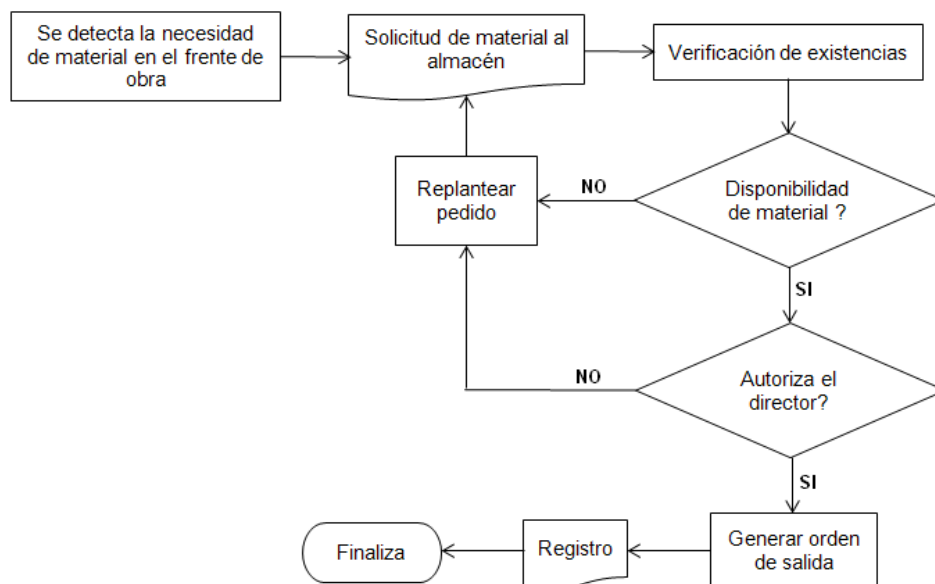 Se detecta la necesidad
de material en el frente de
obra
Solicitud de material al
almacén
Verificación de existencias
Replantear
pedido
NO
Disponibilidad
de material ?
SI
NO
Autoriza el
director?
SI
Finaliza
Registro
Generar orden
de salida